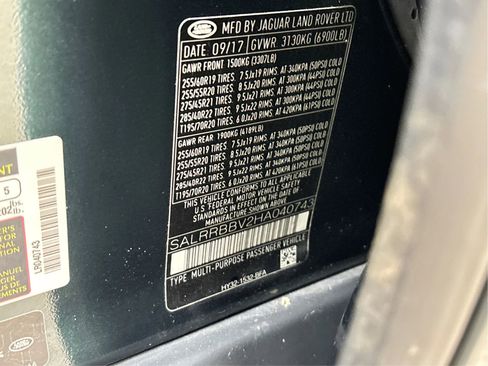 LAND ROVER
MFD BY JAGUAR LAND ROVER LTD
DATE 09/17 GVWR. 3130KG (6900LB)
GAWR FRONT 1500KG (3307LB)
255/60R19 TIRES. 7.5Jx19 RIMS. AT 340KPA (50PSI) COLD
255/55R20 TIRES. 8.5Jx20 RIMS. AT 300KPA (44PSI) COLD
275/45R21 TIRES. 9.5Jx21 RIMS. AT 300KPA (44PSI) COLD
285/40R22 TIRES. 9.5Jx22 RIMS. AT 300KPA (44PSI) COLD
T195/70R20 TIRES. 6.0Jx20 RIMS. AT 420KPA (61PSI) COLD
GAWR REAR 1900KG (4189LB)
255/60R19 TIRES. 7.5Jx19 RIMS. AT 340KPA (50PSI) COLD
255/55R20 TIRES. 8.5Jx20 RIMS. AT 340KPA (50PSI) COLD
275/45R21 TIRES. 9.5Jx21 RIMS. AT 340KPA (50PSI) COLD
285/40R22 TIRES. 9.5Jx22 RIMS. AT 340KPA (50PSI) COLD
T195/70R20 TIRES. 6.0Jx20 RIMS. AT 420KPA (61PSI) COLD
THIS VEHICLE CONFORMS TO ALL APPLICABLE
U.S. FEDERAL MOTOR VEHICLE SAFETY STANDARDS
IN EFFECT ON THE DATE OF MANUFACTURE
SHOWN ABOVE
SALRRBBV2HA040743
TYPE MULTI-PURPOSE PASSENGER VEHICLE
HY32-1532-BFA
5
lbs.
202lb.
LR040743
MANUEL